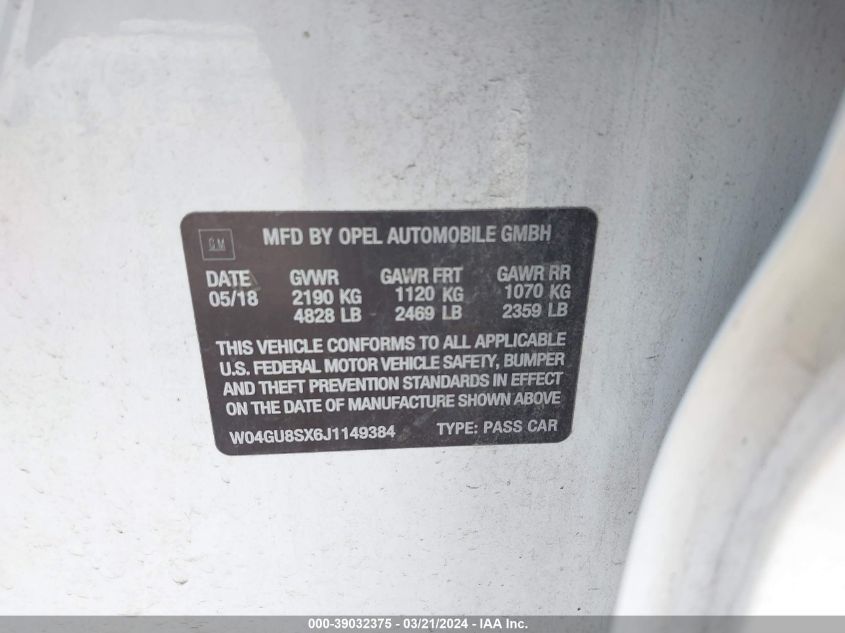 GM
MFD BY OPEL AUTOMOBILE GMBH
DATE GVWR GAWR FRT GAWR RR
05/18 2190 KG 1120 KG 1070 KG
4828 LB 2469 LB 2359 LB
THIS VEHICLE CONFORMS TO ALL APPLICABLE
U.S. FEDERAL MOTOR VEHICLE SAFETY, BUMPER
AND THEFT PREVENTION STANDARDS IN EFFECT
ON THE DATE OF MANUFACTURE SHOWN ABOVE
W04GU8SX6J1149384 TYPE: PASS CAR
000-39032375 - 03/21/2024 - IAA Inc.